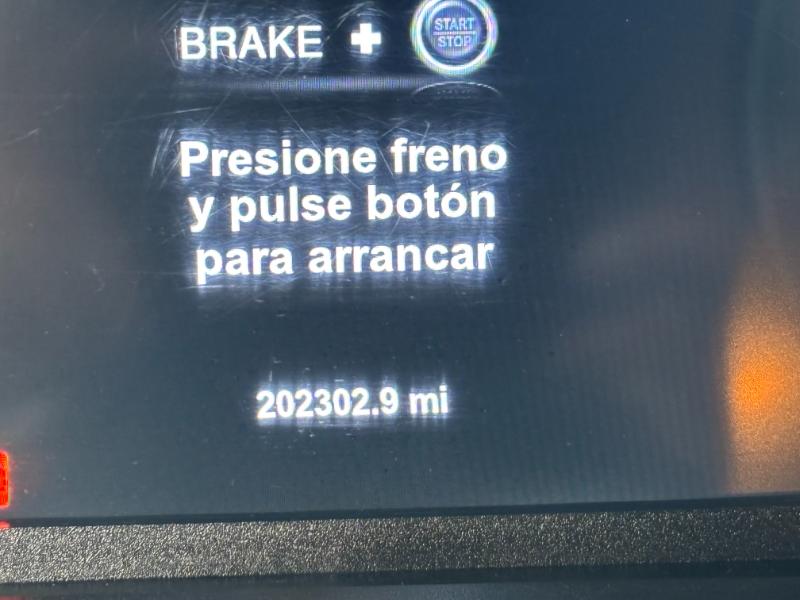 BRAKE + START
STOP
Presione freno
y pulse botón
para arrancar
202302.9 mi